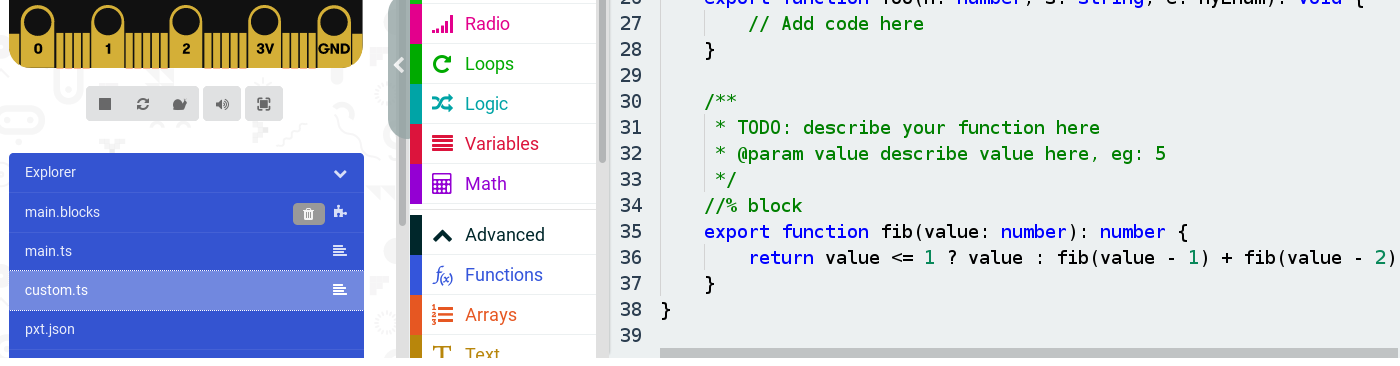 0 1 2 3V GND
Explorer
main.blocks
main.ts
custom.ts
pxt.json
Radio
Loops
Logic
Variables
Math
Advanced
Functions
Arrays
Text
26 export function foo(n: number, s: string, e: MyEnum): void {
27 // Add code here
28 }
29
30 /**
31 * TODO: describe your function here
32 * @param value describe value here, eg: 5
33 */
34 //% block
35 export function fib(value: number): number {
36 return value <= 1 ? value : fib(value - 1) + fib(value - 2)
37 }
38 }
39